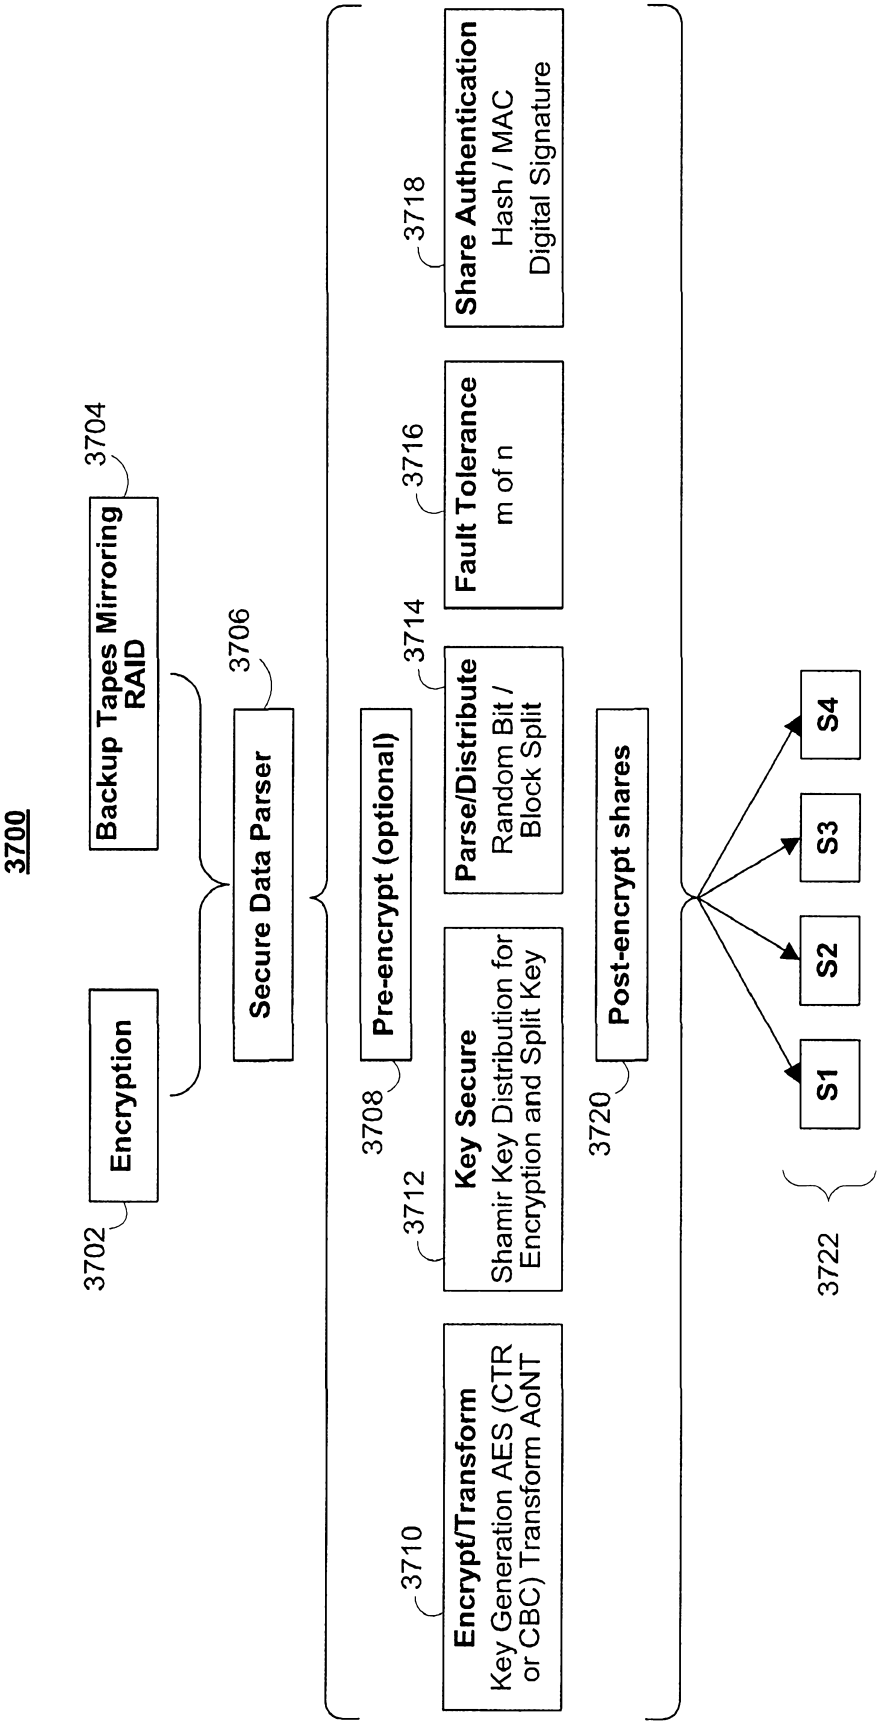 3700
3702
Encryption
Backup Tapes Mirroring
RAID
3704
Secure Data Parser
3706
3708
Pre-encrypt (optional)
3710
Encrypt/Transform
Key Generation AES (CTR
or CBC) Transform AoNT
3712
Key Secure
Shamir Key Distribution for
Encryption and Split Key
3714
Parse/Distribute
Random Bit /
Block Split
3716
Fault Tolerance
m of n
3718
Share Authentication
Hash / MAC
Digital Signature
3720
Post-encrypt shares
3722
S1
S2
S3
S4